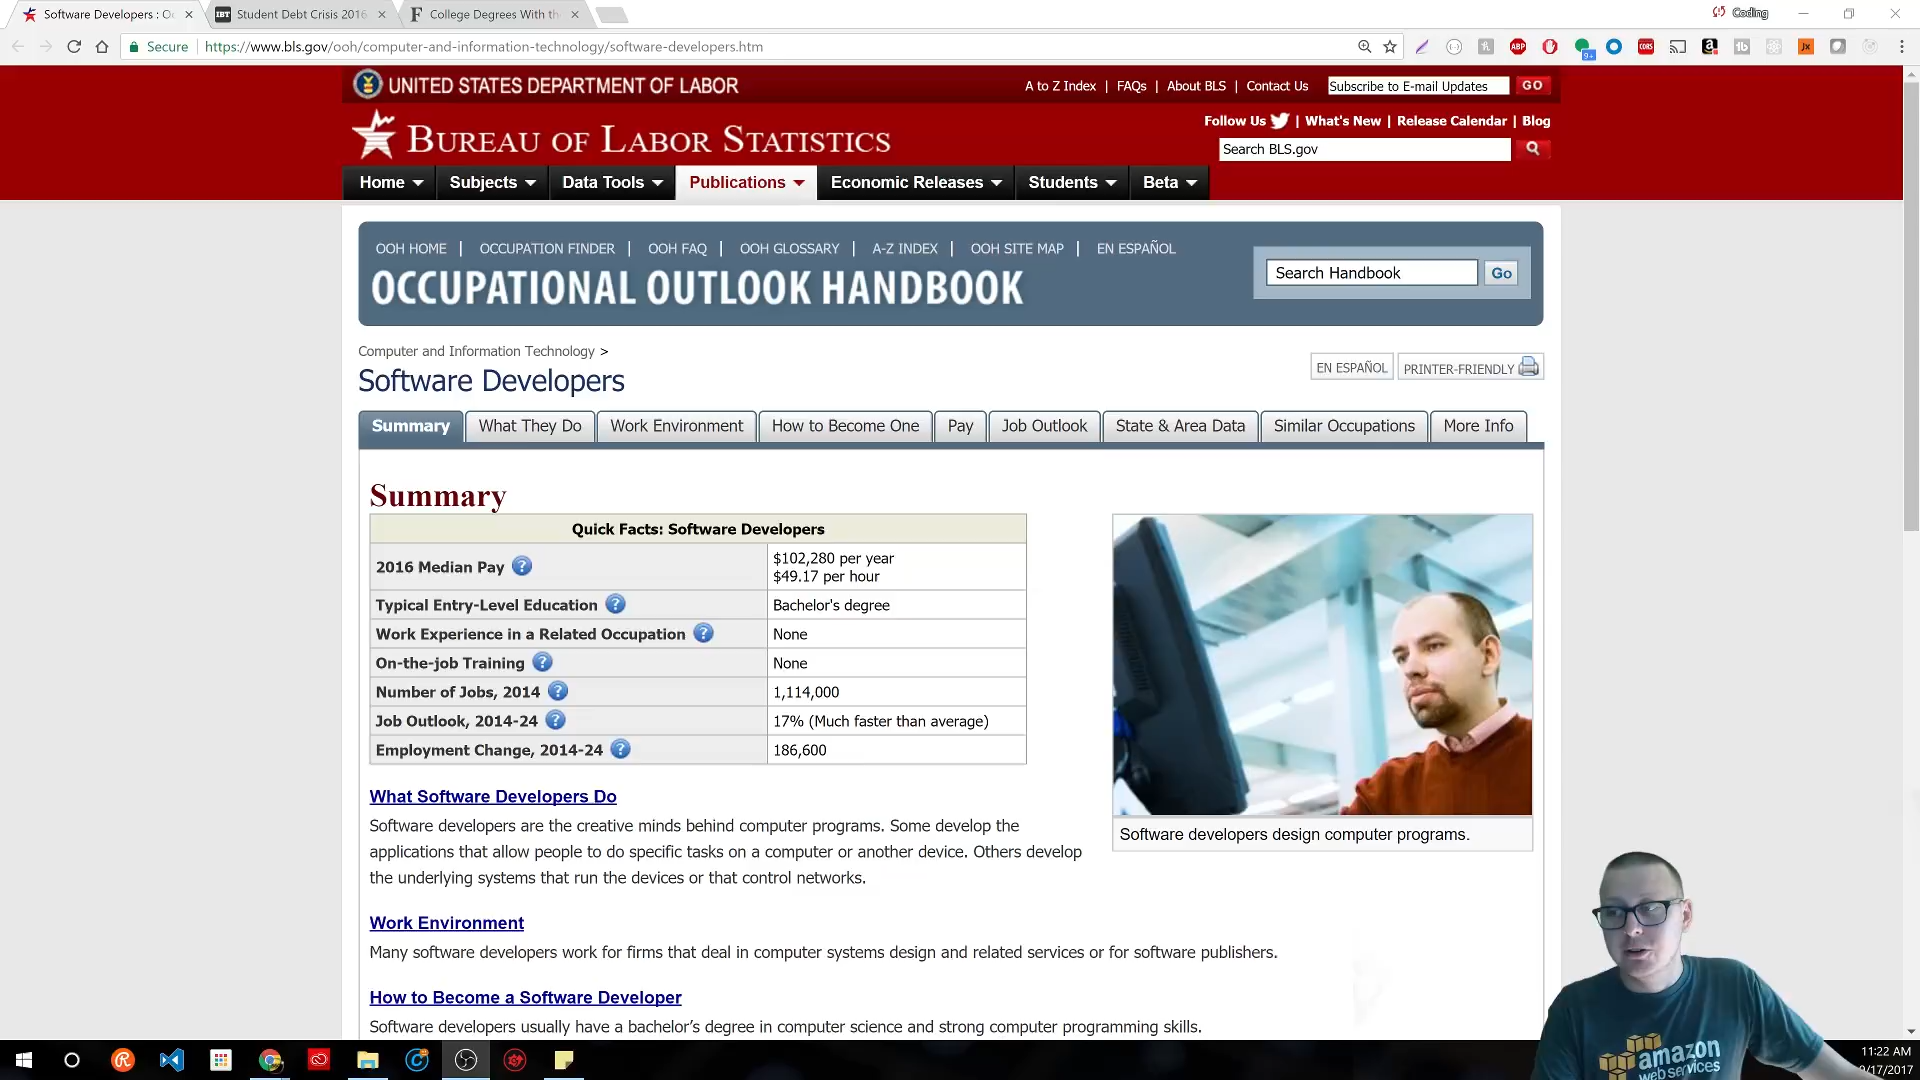 Software Developers : O
Student Debt Crisis 2016
College Degrees With the
Coding
Secure
https://www.bls.gov/ooh/computer-and-information-technology/software-developers.htm
UNITED STATES DEPARTMENT OF LABOR
A to Z Index | FAQs | About BLS | Contact Us
Subscribe to E-mail Updates
GO
BUREAU OF LABOR STATISTICS
Follow Us | What's New | Release Calendar | Blog
Search BLS.gov
Home Subjects Data Tools Publications Economic Releases Students Beta
OOH HOME | OCCUPATION FINDER | OOH FAQ | OOH GLOSSARY | A-Z INDEX | OOH SITE MAP | EN ESPAÑOL
OCCUPATIONAL OUTLOOK HANDBOOK
Search Handbook
Go
Computer and Information Technology >
Software Developers
EN ESPAÑOL
PRINTER-FRIENDLY
Summary What They Do Work Environment How to Become One Pay Job Outlook State & Area Data Similar Occupations More Info
Summary
Quick Facts: Software Developers
2016 Median Pay ?
$102,280 per year
$49.17 per hour
Typical Entry-Level Education ? Bachelor's degree
Work Experience in a Related Occupation ? None
On-the-job Training ? None
Number of Jobs, 2014 ? 1,114,000
Job Outlook, 2014-24 ? 17% (Much faster than average)
Employment Change, 2014-24 ? 186,600
Software developers design computer programs.
What Software Developers Do
Software developers are the creative minds behind computer programs. Some develop the
applications that allow people to do specific tasks on a computer or another device. Others develop
the underlying systems that run the devices or that control networks.
Work Environment
Many software developers work for firms that deal in computer systems design and related services or for software publishers.
How to Become a Software Developer
Software developers usually have a bachelor’s degree in computer science and strong computer programming skills.
amazon
web services
11:22 AM
/17/2017